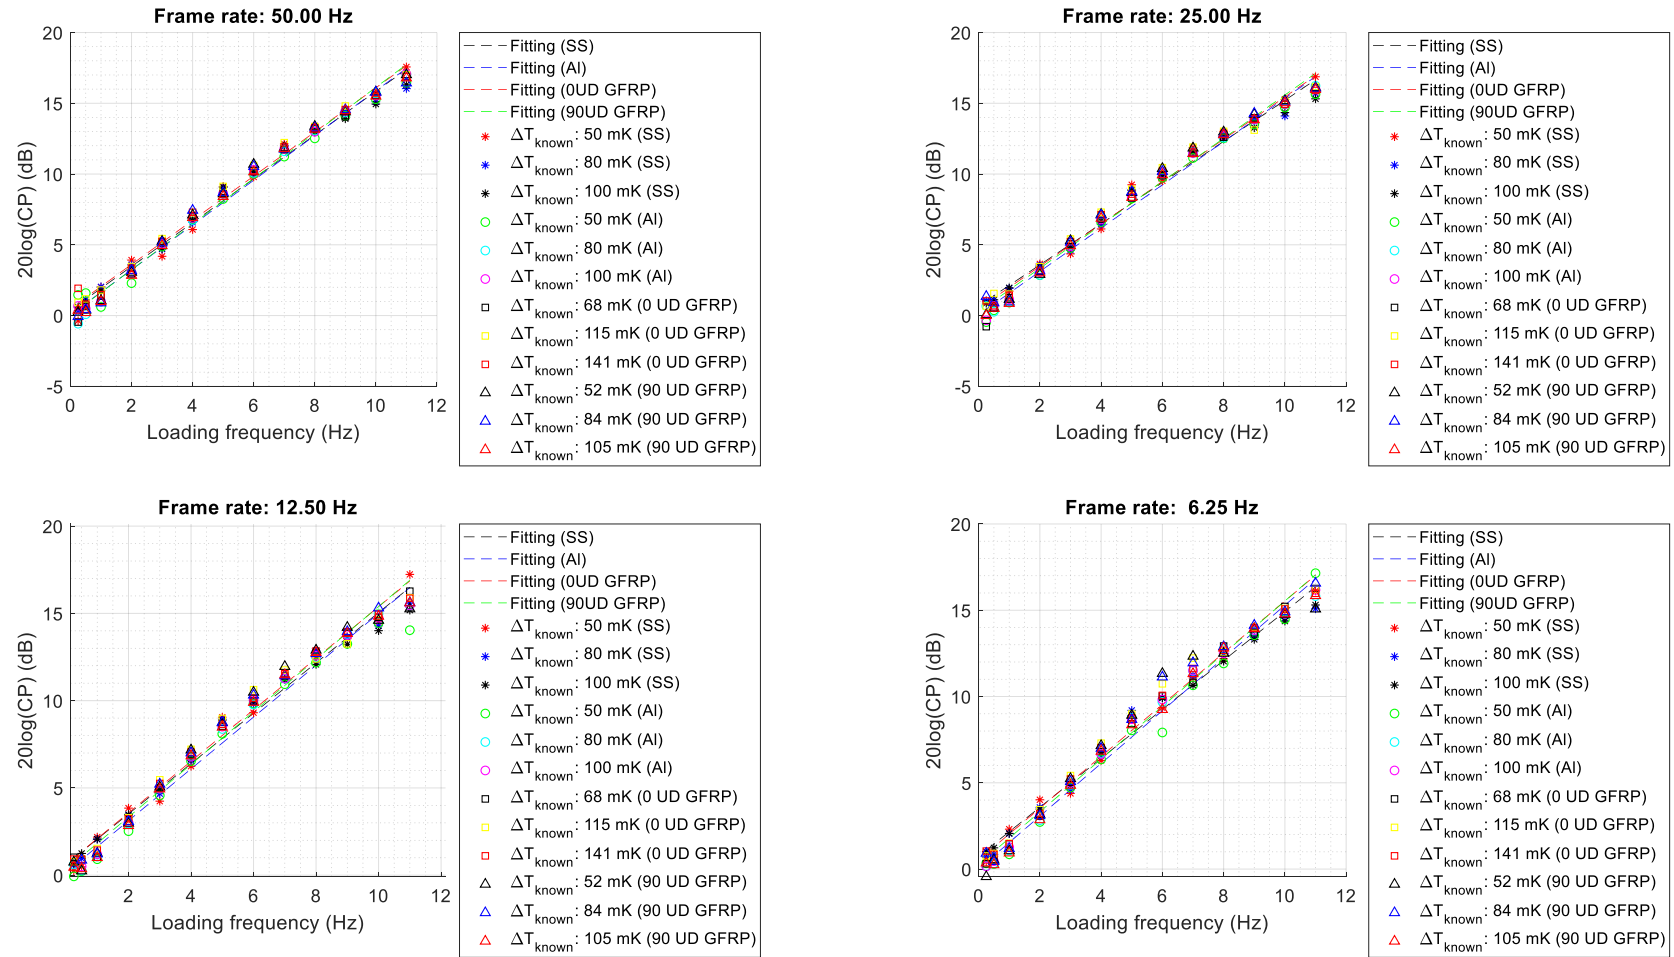 Frame rate: 50.00 Hz
20log(CP) (dB)
20
15
10
5
0
-5
0 2 4 6 8 10 12
Loading frequency (Hz)
Fitting (SS)
Fitting (Al)
Fitting (0UD GFRP)
Fitting (90UD GFRP)
ΔTknown: 50 mK (SS)
ΔTknown: 80 mK (SS)
ΔTknown: 100 mK (SS)
ΔTknown: 50 mK (Al)
ΔTknown: 80 mK (Al)
ΔTknown: 100 mK (Al)
ΔTknown: 68 mK (0 UD GFRP)
ΔTknown: 115 mK (0 UD GFRP)
ΔTknown: 141 mK (0 UD GFRP)
ΔTknown: 52 mK (90 UD GFRP)
ΔTknown: 84 mK (90 UD GFRP)
ΔTknown: 105 mK (90 UD GFRP)
Frame rate: 25.00 Hz
20log(CP) (dB)
20
15
10
5
0
-5
0 2 4 6 8 10 12
Loading frequency (Hz)
Fitting (SS)
Fitting (Al)
Fitting (0UD GFRP)
Fitting (90UD GFRP)
ΔTknown: 50 mK (SS)
ΔTknown: 80 mK (SS)
ΔTknown: 100 mK (SS)
ΔTknown: 50 mK (Al)
ΔTknown: 80 mK (Al)
ΔTknown: 100 mK (Al)
ΔTknown: 68 mK (0 UD GFRP)
ΔTknown: 115 mK (0 UD GFRP)
ΔTknown: 141 mK (0 UD GFRP)
ΔTknown: 52 mK (90 UD GFRP)
ΔTknown: 84 mK (90 UD GFRP)
ΔTknown: 105 mK (90 UD GFRP)
Frame rate: 12.50 Hz
20log(CP) (dB)
20
15
10
5
0
2 4 6 8 10 12
Loading frequency (Hz)
Fitting (SS)
Fitting (Al)
Fitting (0UD GFRP)
Fitting (90UD GFRP)
ΔTknown: 50 mK (SS)
ΔTknown: 80 mK (SS)
ΔTknown: 100 mK (SS)
ΔTknown: 50 mK (Al)
ΔTknown: 80 mK (Al)
ΔTknown: 100 mK (Al)
ΔTknown: 68 mK (0 UD GFRP)
ΔTknown: 115 mK (0 UD GFRP)
ΔTknown: 141 mK (0 UD GFRP)
ΔTknown: 52 mK (90 UD GFRP)
ΔTknown: 84 mK (90 UD GFRP)
ΔTknown: 105 mK (90 UD GFRP)
Frame rate: 6.25 Hz
20log(CP) (dB)
20
15
10
5
0
0 2 4 6 8 10 12
Loading frequency (Hz)
Fitting (SS)
Fitting (Al)
Fitting (0UD GFRP)
Fitting (90UD GFRP)
ΔTknown: 50 mK (SS)
ΔTknown: 80 mK (SS)
ΔTknown: 100 mK (SS)
ΔTknown: 50 mK (Al)
ΔTknown: 80 mK (Al)
ΔTknown: 100 mK (Al)
ΔTknown: 68 mK (0 UD GFRP)
ΔTknown: 115 mK (0 UD GFRP)
ΔTknown: 141 mK (0 UD GFRP)
ΔTknown: 52 mK (90 UD GFRP)
ΔTknown: 84 mK (90 UD GFRP)
ΔTknown: 105 mK (90 UD GFRP)